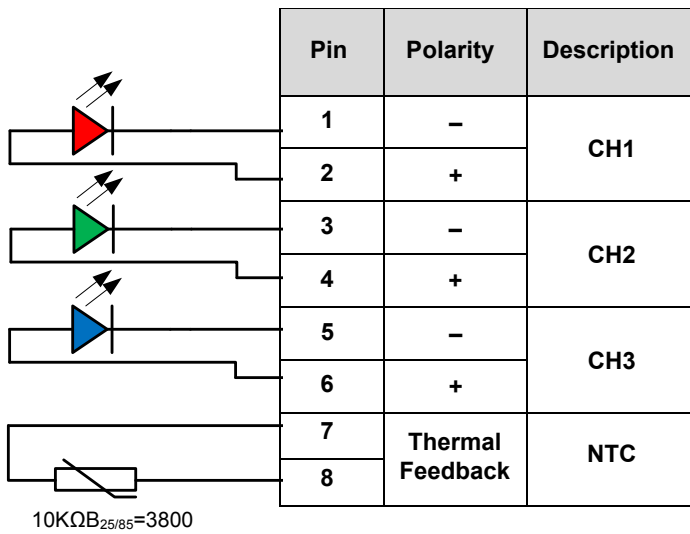 Pin Polarity Description
1 – CH1
2 +
3 – CH2
4 +
5 – CH3
6 +
7 Thermal Feedback NTC
8
10KΩB25/85=3800